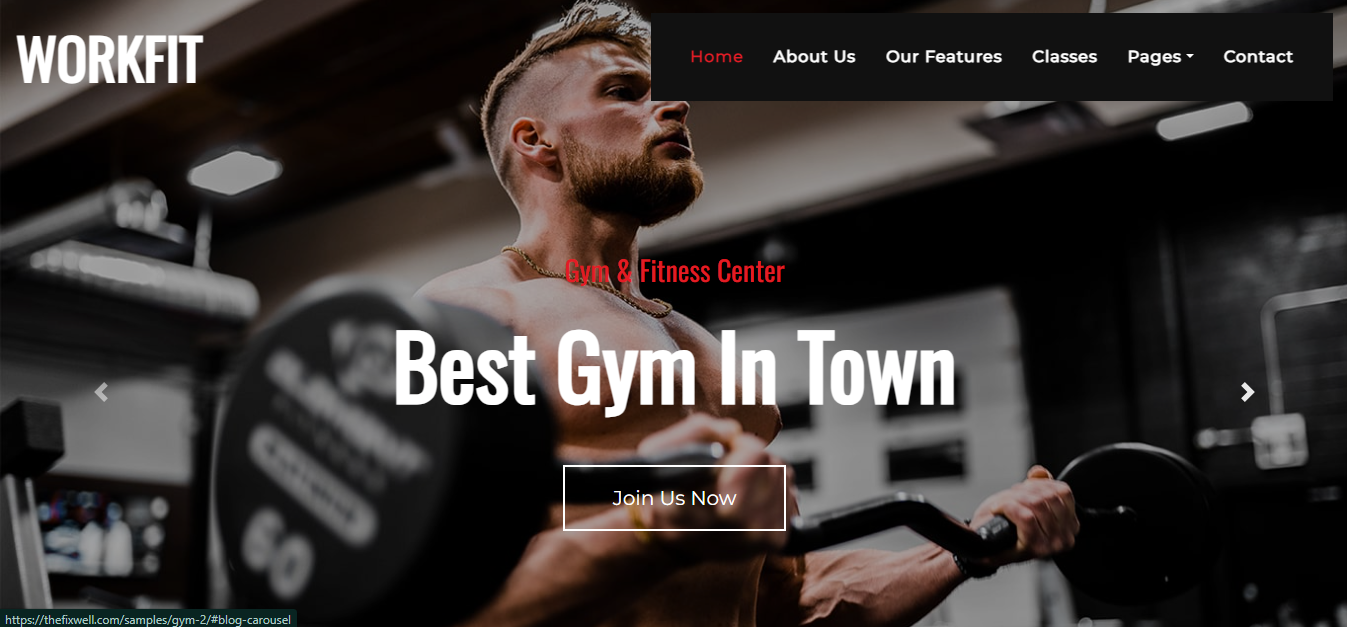 WORKFIT
Home About Us Our Features Classes Pages Contact
Gym & Fitness Center
Best Gym In Town
Join Us Now
60
https://thefixwell.com/samples/gym-2/#blog-carousel